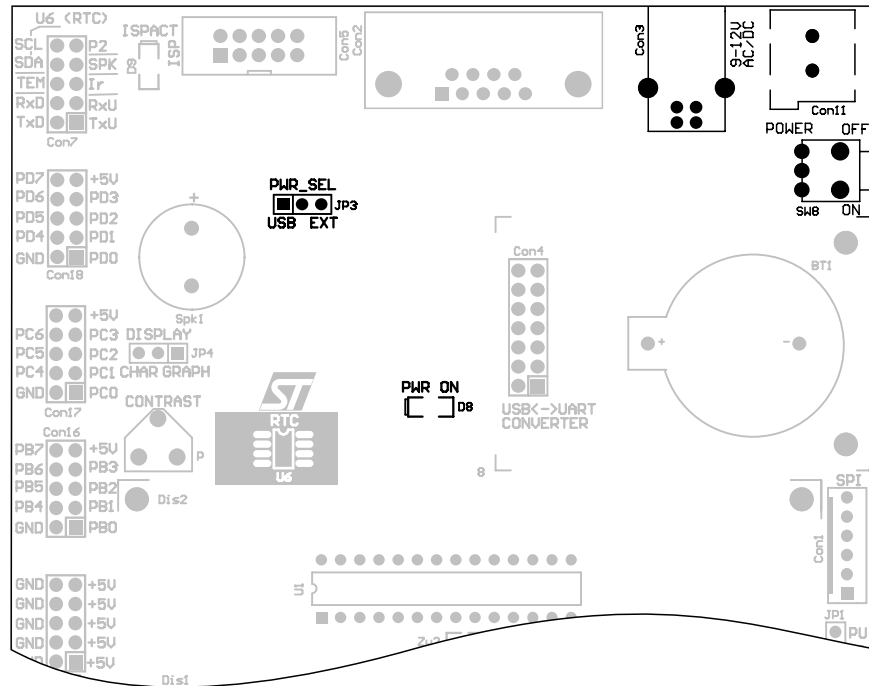 U6 (RTC)
SCL P2
SDA SPK
TEM Ir
RxD RxU
TxD TxU
Con7
ISPACT
D9
ISP
Con5
Con2
Con3
9-12V
AC/DC
Con11
POWER OFF
SW8 ON
PD7 +5V
PD6 PD3
PD5 PD2
PD4 PD1
GND PD0
Con18
+
Spk1
PWR_SEL
JP3
USB EXT
Con4
USB<->UART
CONVERTER
8
BT1
+ -
+5V
PC6 PC3
PC5 PC2
PC4 PC1
GND PC0
Con17
DISPLAY
JP4
CHAR GRAPH
CONTRAST
P
ST
RTC
U6
PWR ON
D8
Con16
PB7 +5V
PB6 PB3
PB5 PB2
PB4 PB1
GND PB0
Dis2
SPI
Con1
JP1
PU
U1
GND +5V
GND +5V
GND +5V
GND +5V
+5V
Dis1